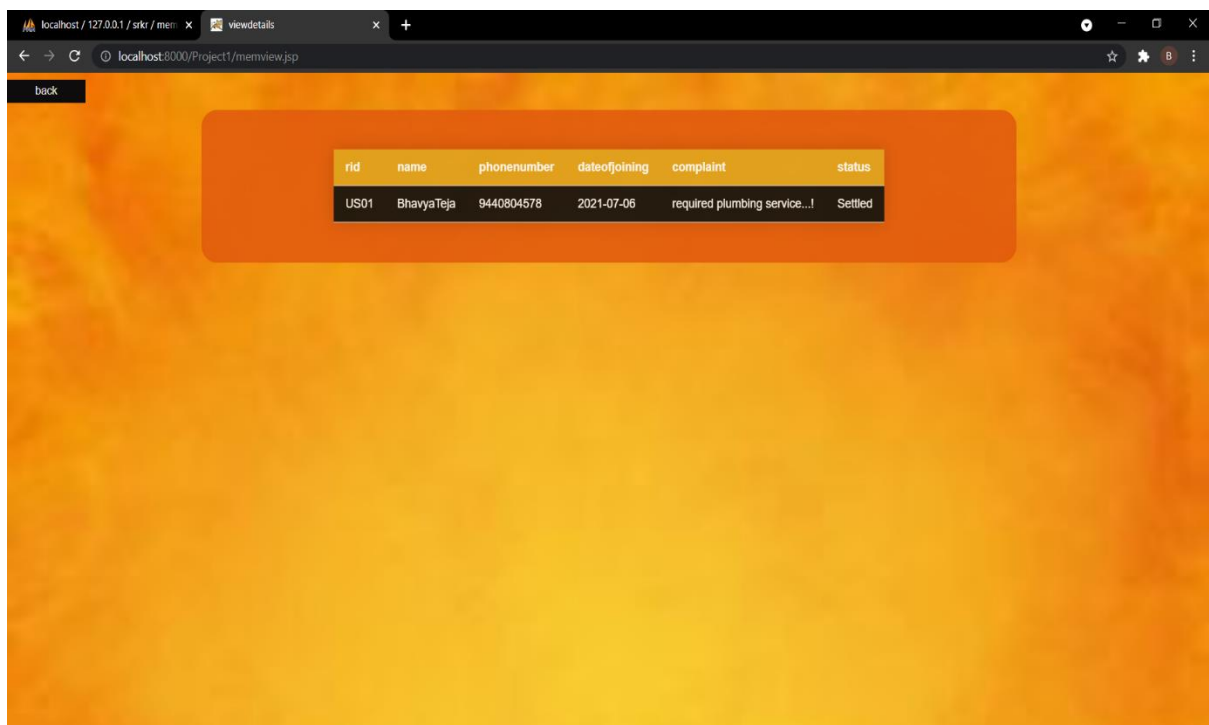 localhost / 127.0.0.1 / srkr / mem
viewdetails
localhost:8000/Project1/memview.jsp
B
back
rid name phonenumber dateofjoining complaint status
US01 BhavyaTeja 9440804578 2021-07-06 required plumbing service...! Settled